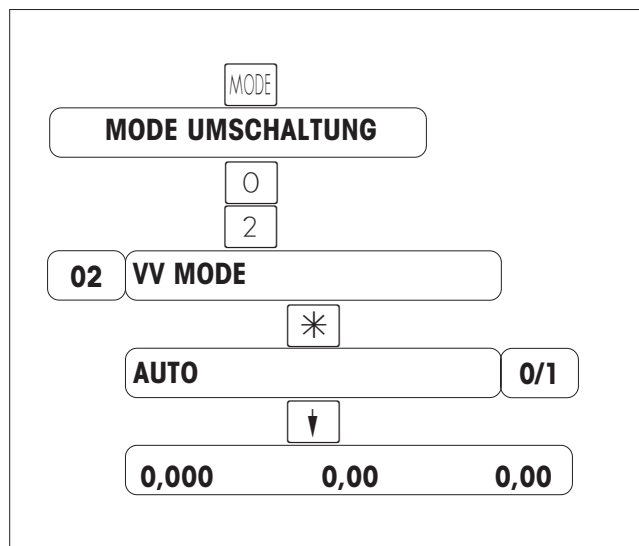 MODE
MODE UMSCHALTUNG
0
2
02 VV MODE
*
AUTO 0/1
0,000 0,00 0,00